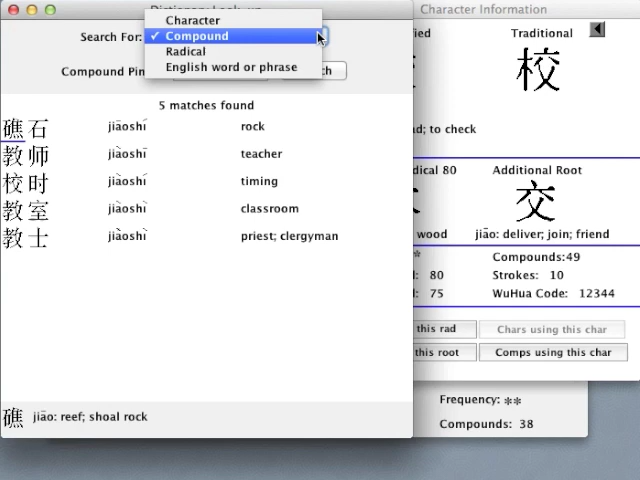 Character Information
Search For:
Character
✓ Compound
Radical
English word or phrase
Compound Pin
ch
Traditional
校
5 matches found
礁石 jiāoshí rock
教师 jiàoshī teacher
校时 jiàoshí timing
教室 jiàoshì classroom
教士 jiàoshì priest; clergyman
礁 jiāo: reef; shoal rock
; to check
dical 80 Additional Root
交
wood jiāo: deliver; join; friend
Compounds:49
80 Strokes: 10
75 WuHua Code: 12344
this rad Chars using this char
this root Comps using this char
Frequency: **
Compounds: 38